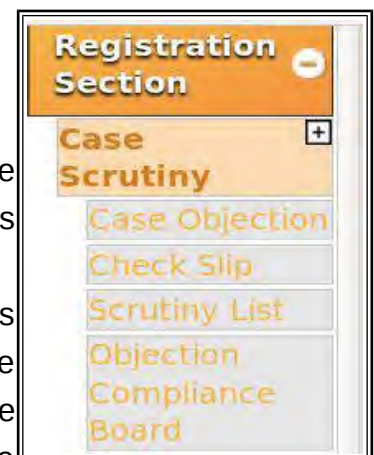 Registration
Section
Case
Scrutiny
Case Objection
Check Slip
Scrutiny List
Objection
Compliance
Board